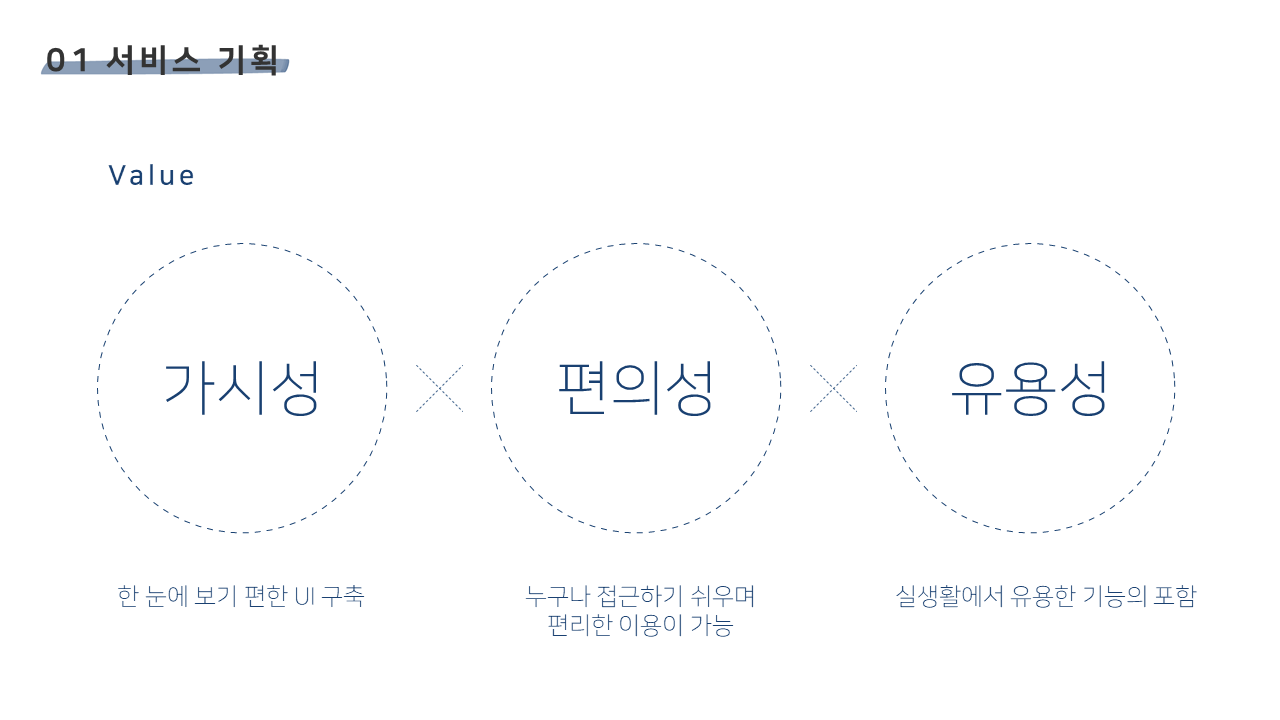 01 서비스 기획
Value
가시성
편의성
유용성
한 눈에 보기 편한 UI 구축
누구나 접근하기 쉬우며
편리한 이용이 가능
실생활에서 유용한 기능의 포함